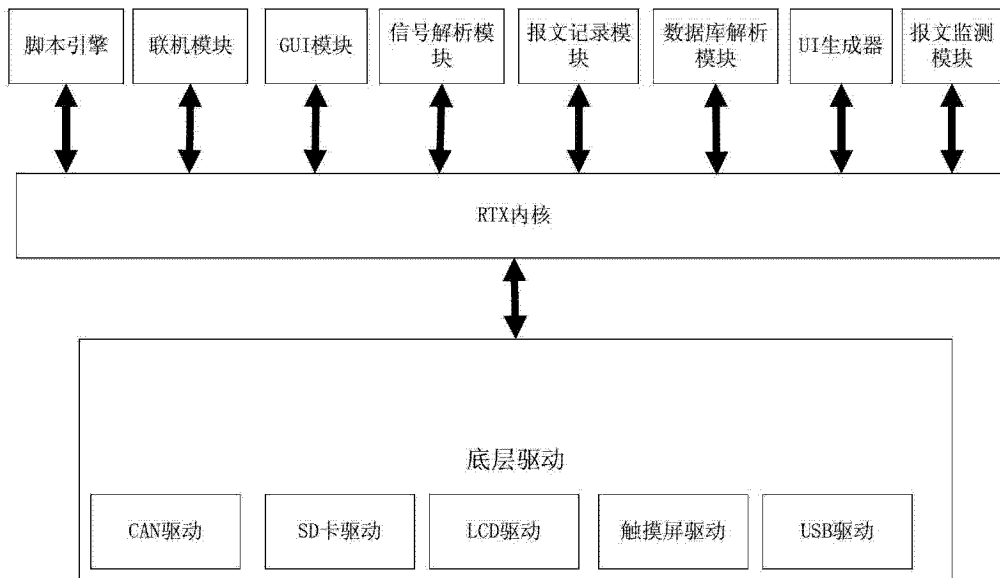 脚本引擎
联机模块
GUI模块
信号解析模
块
报文记录模
块
数据库解析
模块
UI生成器
报文监测
模块
RTX内核
底层驱动
CAN驱动
SD卡驱动
LCD驱动
触摸屏驱动
USB驱动